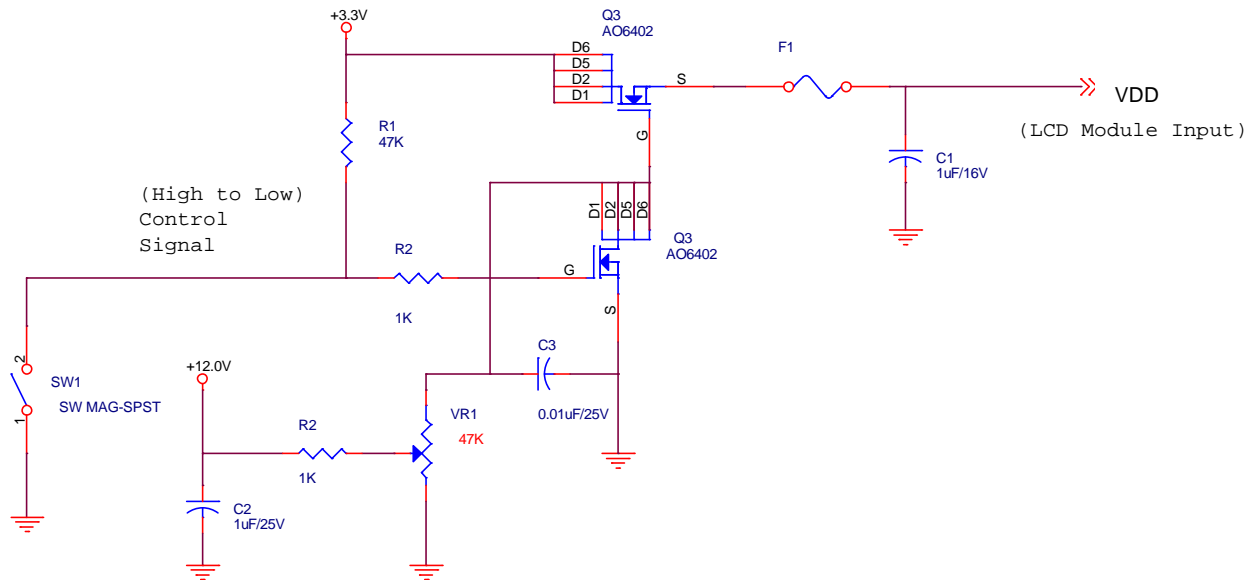 +3.3V
Q3
AO6402
D6
D5
D2
D1
S
G
F1
VDD
(LCD Module Input)
R1
47K
C1
1uF/16V
(High to Low)
Control
Signal
D1
D2
D5
D6
Q3
AO6402
R2
1K
G
S
2
1
SW1
SW MAG-SPST
+12.0V
C3
0.01uF/25V
VR1
47K
R2
1K
C2
1uF/25V